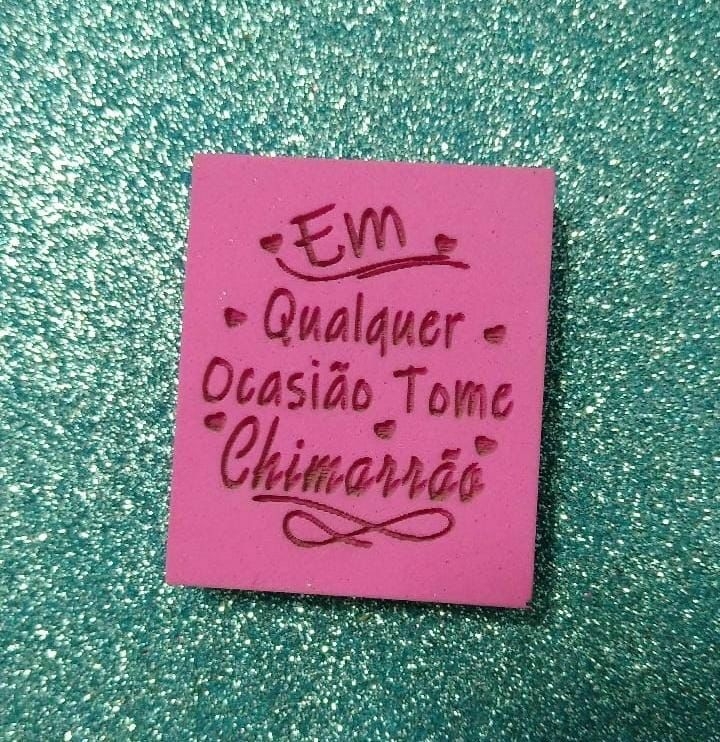 Em
Qualquer
Ocasião Tome
Chimarrão